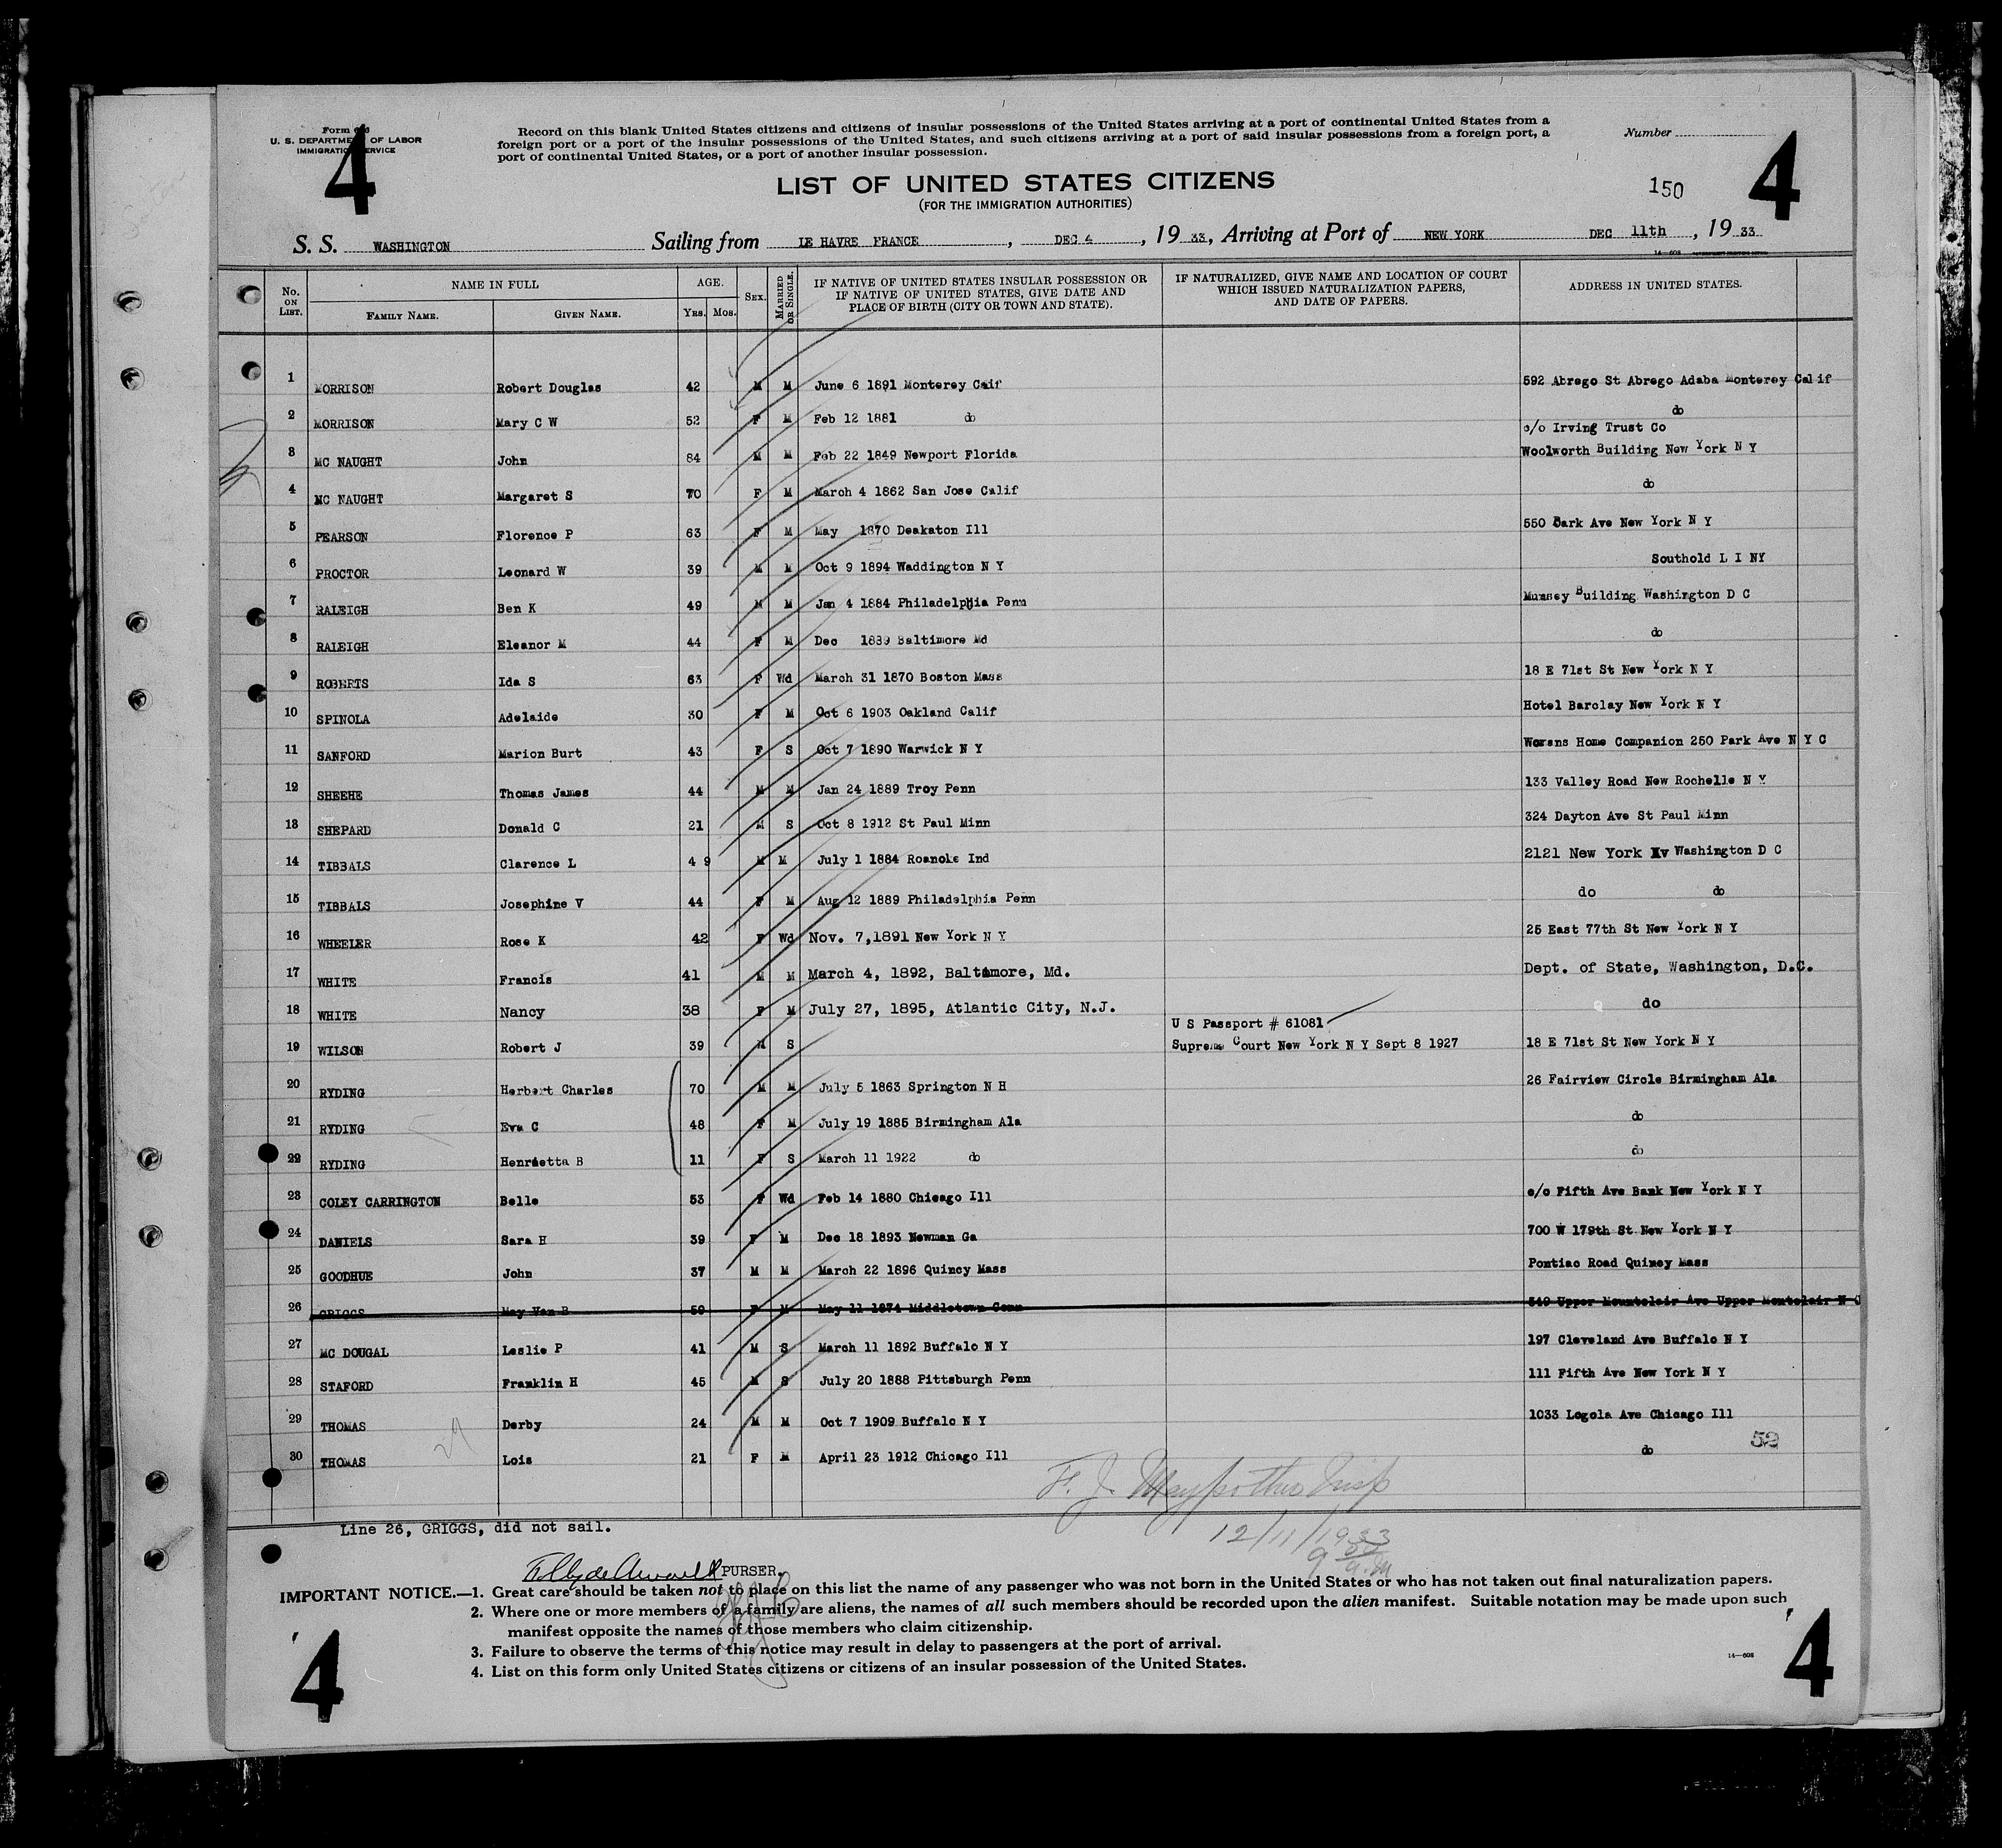 4
Form 630
U. S. DEPARTMENT OF LABOR
IMMIGRATION SERVICE
Record on this blank United States citizens and citizens of insular possessions of the United States arriving at a port of continental United States from a
foreign port or a port of the insular possessions of the United States, and such citizens arriving at a port of said insular possessions from a foreign port, a
port of continental United States, or a port of another insular possession.
Number
4
150
LIST OF UNITED STATES CITIZENS
(FOR THE IMMIGRATION AUTHORITIES)
S. S. WASHINGTON Sailing from LE HAVRE FRANCE, DEC 4, 1933, Arriving at Port of NEW YORK DEC 11th, 1933
No. ON LIST. NAME IN FULL FAMILY NAME. GIVEN NAME. AGE. YRS. MOS. SEX. MARRIED OR SINGLE. IF NATIVE OF UNITED STATES INSULAR POSSESSION OR IF NATIVE OF UNITED STATES, GIVE DATE AND PLACE OF BIRTH (CITY OR TOWN AND STATE). IF NATURALIZED, GIVE NAME AND LOCATION OF COURT WHICH ISSUED NATURALIZATION PAPERS, AND DATE OF PAPERS. ADDRESS IN UNITED STATES.
1 MORRISON Robert Douglas 42 M M June 6 1891 Monterey Calif 592 Abrego St Abrego Adaba Monterey Calif
2 MORRISON Mary C W 52 F M Feb 12 1881 do do
c/o Irving Trust Co
3 MC NAUGHT John 84 M M Feb 22 1849 Newport Florida Woolworth Building New York N Y
4 MC NAUGHT Margaret S 70 F M March 4 1862 San Jose Calif do
5 PEARSON Florence P 63 F M May 1870 Deakaton Ill 550 Park Ave New York N Y
6 PROCTOR Leonard W 39 M M Oct 9 1894 Waddington N Y Southold L I NY
7 RALEIGH Ben K 49 M M Jan 4 1884 Philadelphia Penn Munsey Building Washington D C
8 RALEIGH Eleanor M 44 F M Dec 1889 Baltimore Md do
9 ROBERTS Ida S 63 F Wd March 31 1870 Boston Mass 18 E 71st St New York N Y
10 SPINOLA Adelaide 30 F M Oct 6 1903 Oakland Calif Hotel Barclay New York N Y
11 SANFORD Marion Burt 43 F S Oct 7 1890 Warwick N Y Womans Home Companion 250 Park Ave N Y C
12 SHEEHE Thomas James 44 M M Jan 24 1889 Troy Penn 133 Valley Road New Rochelle N Y
13 SHEPARD Donald C 21 M S Oct 8 1912 St Paul Minn 324 Dayton Ave St Paul Minn
14 TIBBALS Clarence L 4 9 M M July 1 1884 Roanoke Ind 2121 New York Av Washington D C
15 TIBBALS Josephine V 44 F M Aug 12 1889 Philadelphia Penn do do
16 WHEELER Rose K 42 F Wd Nov. 7,1891 New York N Y 25 East 77th St New York N Y
17 WHITE Francis 41 M M March 4, 1892, Baltimore, Md. Dept. of State, Washington, D.C.
18 WHITE Nancy 38 F M July 27, 1895, Atlantic City, N.J. do
U S Passport # 61081
19 WILSON Robert J 39 M S Supreme Court New York N Y Sept 8 1927 18 E 71st St New York N Y
20 RYDING Herbert Charles 70 M M July 5 1863 Springton N H 26 Fairview Circle Birmingham Ala
21 RYDING Eva C 48 F M July 19 1885 Birmingham Ala do
22 RYDING Henrietta B 11 F S March 11 1922 do do
23 COLEY CARRINGTON Belle 53 F Wd Feb 14 1880 Chicago Ill c/o Fifth Ave Bank New York N Y
24 DANIELS Sara H 39 F M Dec 18 1893 Newman Ga 700 W 179th St New York N Y
25 GOODHUE John 37 M M March 22 1896 Quincy Mass Pontiac Road Quincy Mass
26 GRIGGS May Van B 59 F M May 11 1874 Middletown Conn 549 Upper Mountclair Ave Upper Montclair N J
27 MC DOUGAL Leslie P 41 M S March 11 1892 Buffalo N Y 197 Cleveland Ave Buffalo N Y
28 STAFORD Franklin H 45 M S July 20 1888 Pittsburgh Penn 111 Fifth Ave New York N Y
29 THOMAS Derby 24 M M Oct 7 1909 Buffalo N Y 1033 Logola Ave Chicago Ill
30 THOMAS Lois 21 F M April 23 1912 Chicago Ill do
52
29
F. J.
12/11/1933
9 a.m
Line 26, GRIGGS, did not sail.
PURSER.
IMPORTANT NOTICE.—1. Great care should be taken not to place on this list the name of any passenger who was not born in the United States or who has not taken out final naturalization papers.
2. Where one or more members of a family are aliens, the names of all such members should be recorded upon the alien manifest. Suitable notation may be made upon such
manifest opposite the names of those members who claim citizenship.
3. Failure to observe the terms of this notice may result in delay to passengers at the port of arrival.
4. List on this form only United States citizens or citizens of an insular possession of the United States.
14—608
4
4